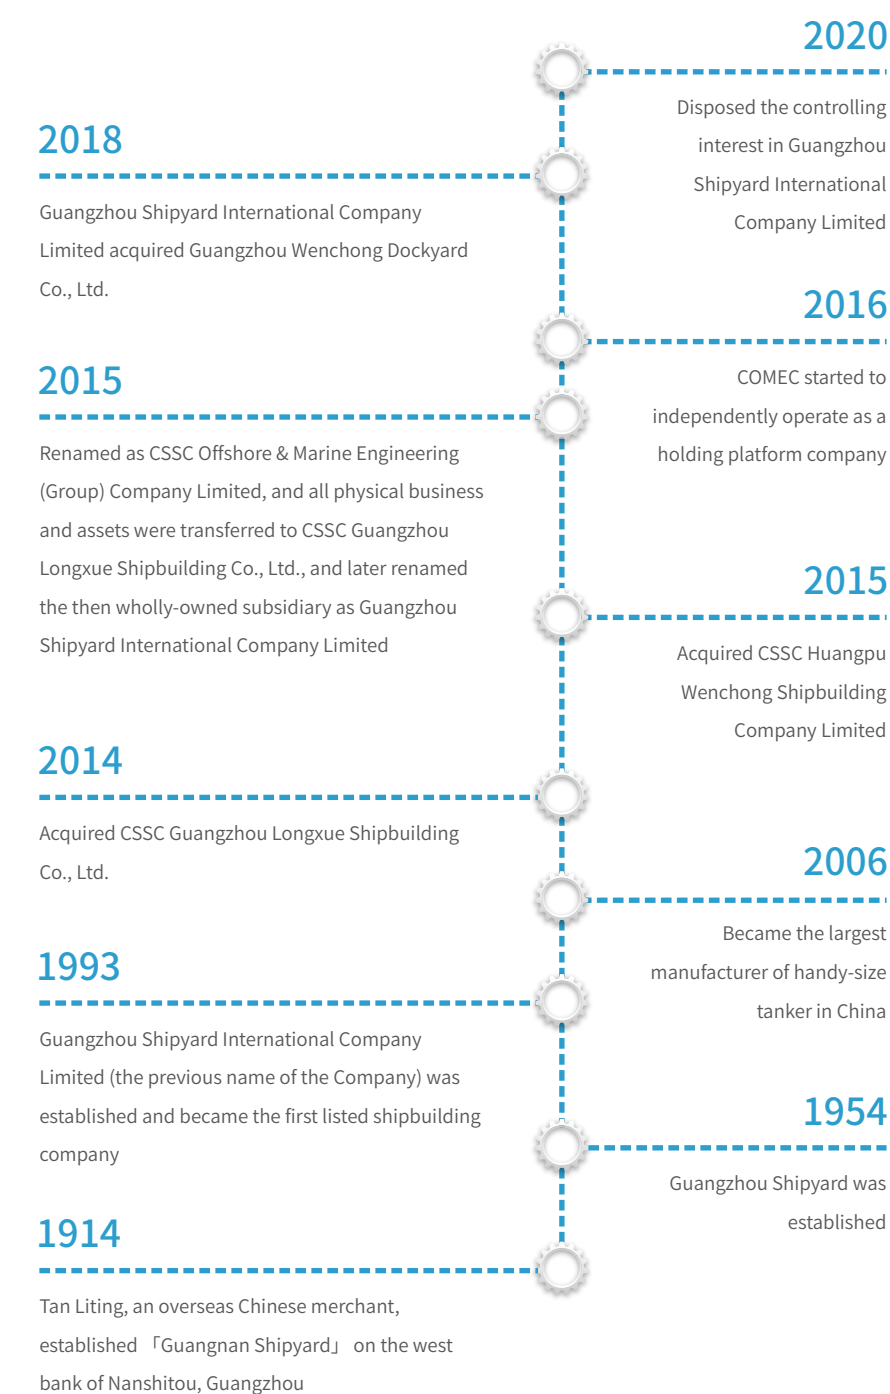 2020
Disposed the controlling
interest in Guangzhou
Shipyard International
Company Limited
2018
Guangzhou Shipyard International Company
Limited acquired Guangzhou Wenchong Dockyard
Co., Ltd.
2016
COMEC started to
independently operate as a
holding platform company
2015
Renamed as CSSC Offshore & Marine Engineering
(Group) Company Limited, and all physical business
and assets were transferred to CSSC Guangzhou
Longxue Shipbuilding Co., Ltd., and later renamed
the then wholly-owned subsidiary as Guangzhou
Shipyard International Company Limited
2015
Acquired CSSC Huangpu
Wenchong Shipbuilding
Company Limited
2014
Acquired CSSC Guangzhou Longxue Shipbuilding
Co., Ltd.
2006
Became the largest
manufacturer of handy-size
tanker in China
1993
Guangzhou Shipyard International Company
Limited (the previous name of the Company) was
established and became the first listed shipbuilding
company
1954
Guangzhou Shipyard was
established
1914
Tan Liting, an overseas Chinese merchant,
established 「Guangnan Shipyard」 on the west
bank of Nanshitou, Guangzhou